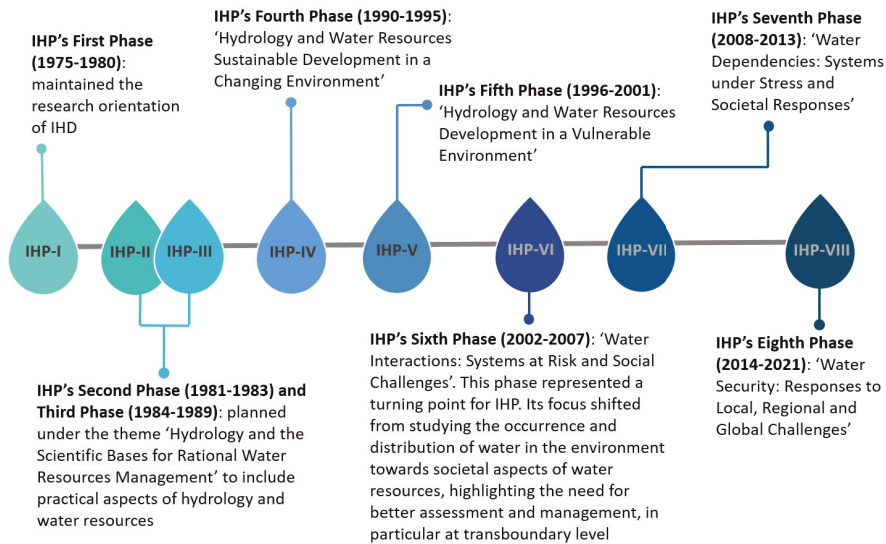 IHP's First Phase
(1975-1980):
maintained the
research orientation
of IHD
IHP's Fourth Phase (1990-1995):
‘Hydrology and Water Resources
Sustainable Development in a
Changing Environment’
IHP's Fifth Phase (1996-2001):
‘Hydrology and Water Resources
Development in a Vulnerable
Environment’
IHP's Seventh Phase
(2008-2013): ‘Water
Dependencies: Systems
under Stress and
Societal Responses’
IHP-I
IHP-II
IHP-III
IHP-IV
IHP-V
IHP-VI
IHP-VII
IHP-VIII
IHP's Second Phase (1981-1983) and
Third Phase (1984-1989): planned
under the theme ‘Hydrology and the
Scientific Bases for Rational Water
Resources Management’ to include
practical aspects of hydrology and
water resources
IHP's Sixth Phase (2002-2007): ‘Water
Interactions: Systems at Risk and Social
Challenges’. This phase represented a
turning point for IHP. Its focus shifted
from studying the occurrence and
distribution of water in the environment
towards societal aspects of water
resources, highlighting the need for
better assessment and management, in
particular at transboundary level
IHP's Eighth Phase
(2014-2021): ‘Water
Security: Responses to
Local, Regional and
Global Challenges’